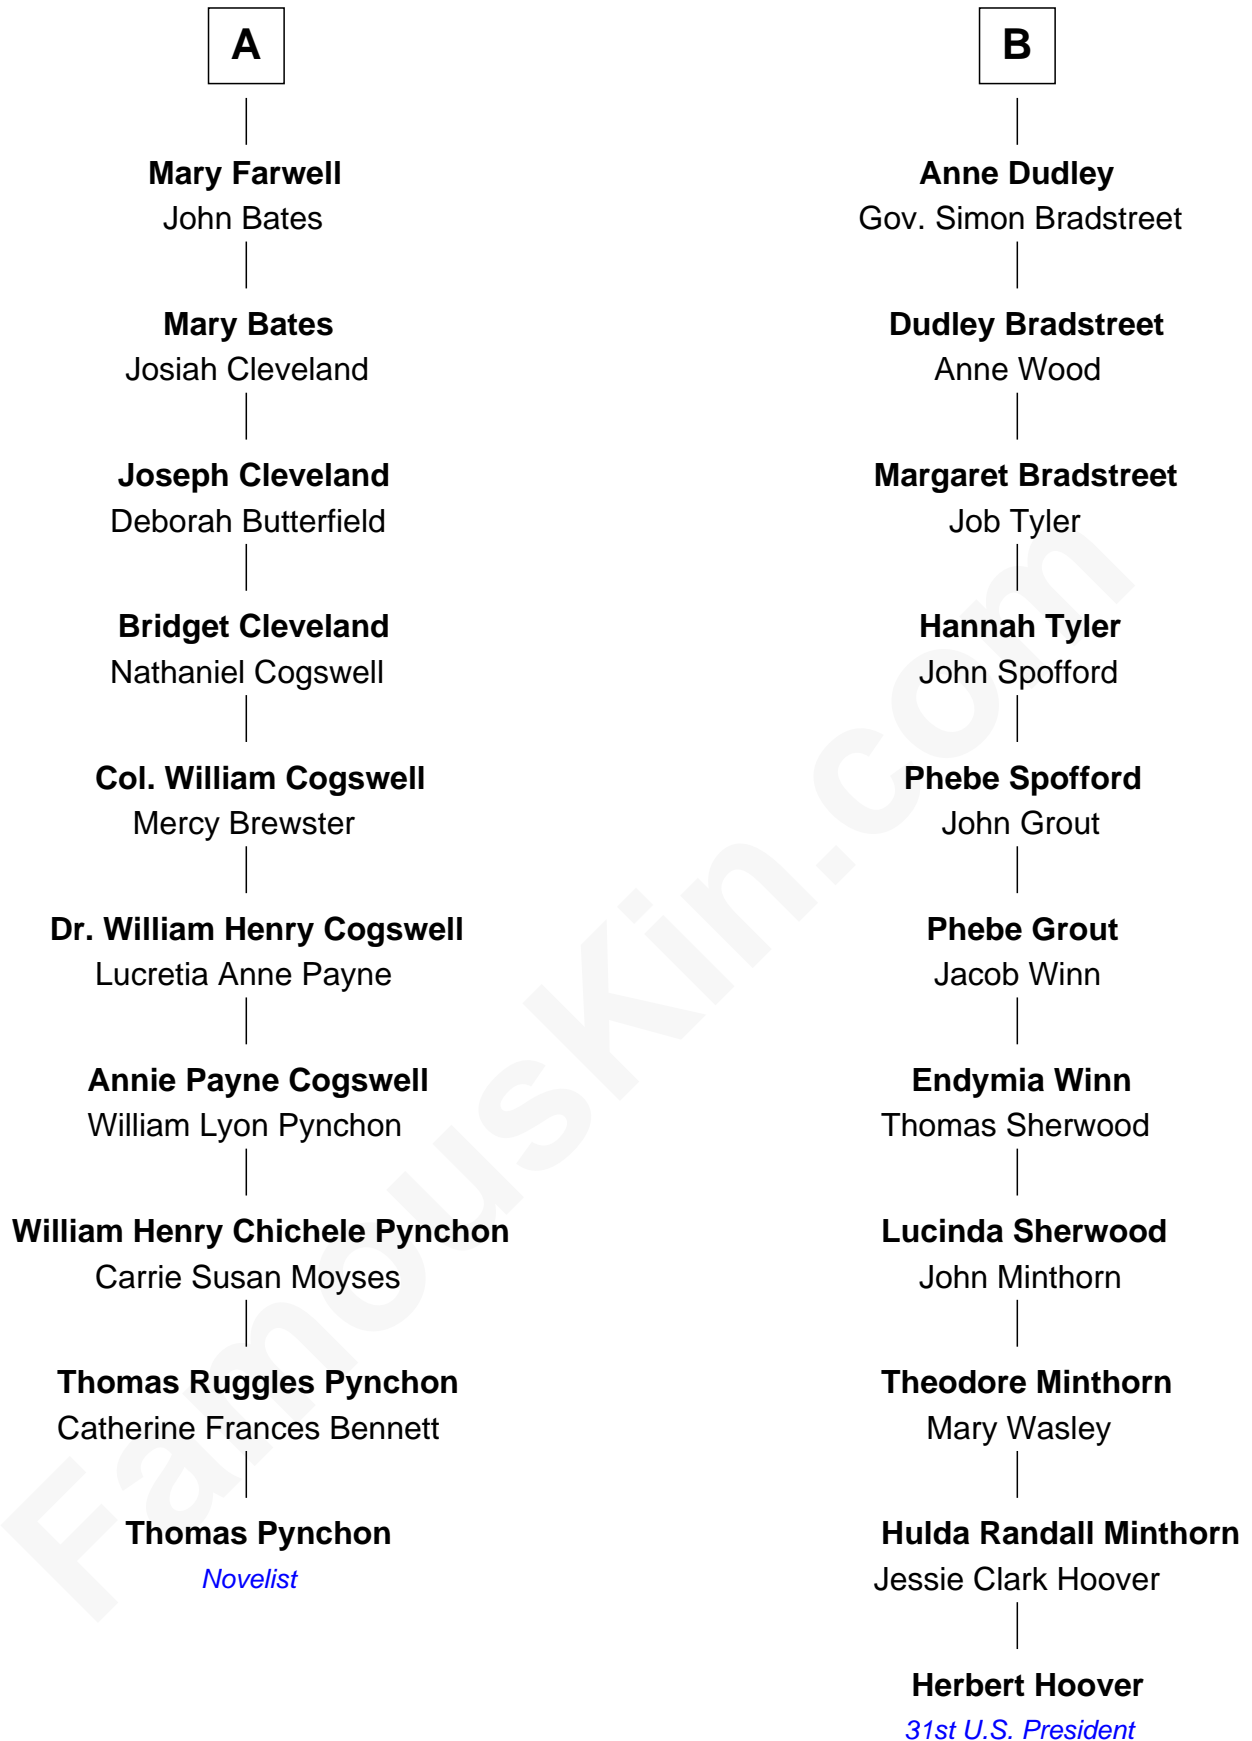 A
Mary Farwell
John Bates
Mary Bates
Josiah Cleveland
Joseph Cleveland
Deborah Butterfield
Bridget Cleveland
Nathaniel Cogswell
Col. William Cogswell
Mercy Brewster
Dr. William Henry Cogswell
Lucretia Anne Payne
Annie Payne Cogswell
William Lyon Pynchon
William Henry Chichele Pynchon
Carrie Susan Moyses
Thomas Ruggles Pynchon
Catherine Frances Bennett
Thomas Pynchon
Novelist
B
Anne Dudley
Gov. Simon Bradstreet
Dudley Bradstreet
Anne Wood
Margaret Bradstreet
Job Tyler
Hannah Tyler
John Spofford
Phebe Spofford
John Grout
Phebe Grout
Jacob Winn
Endymia Winn
Thomas Sherwood
Lucinda Sherwood
John Minthorn
Theodore Minthorn
Mary Wasley
Hulda Randall Minthorn
Jessie Clark Hoover
Herbert Hoover
31st U.S. President
FamousKin.com